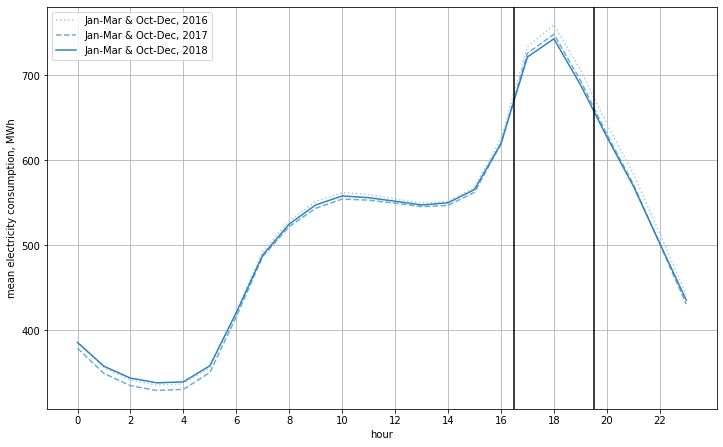 Jan-Mar & Oct-Dec, 2016
Jan-Mar & Oct-Dec, 2017
Jan-Mar & Oct-Dec, 2018
mean electricity consumption, MWh
700
600
500
400
0 2 4 6 8 10 12 14 16 18 20 22
hour